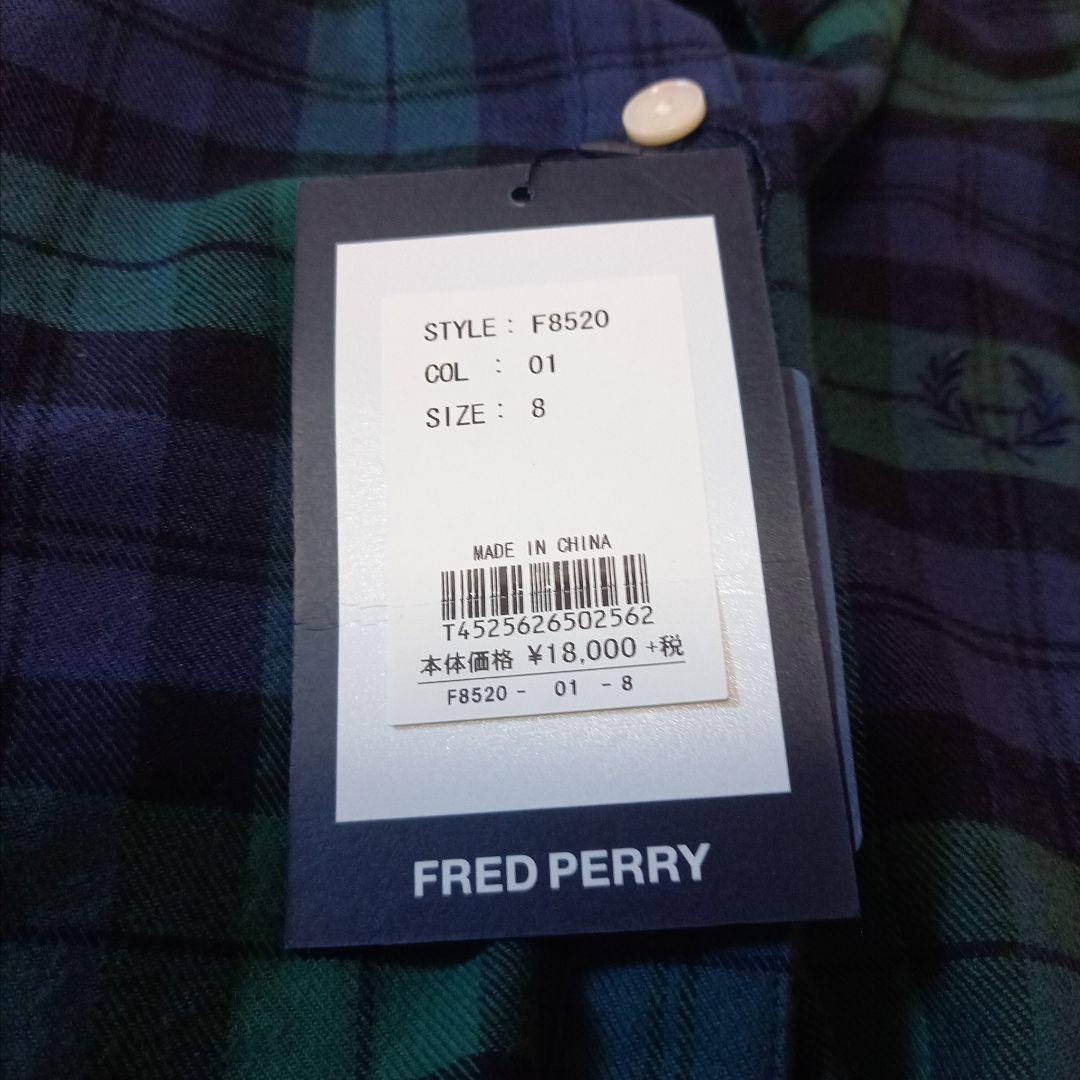 STYLE : F8520
COL : 01
SIZE : 8
MADE IN CHINA
T4525626502562
本体価格 ¥18,000 +税
F8520 - 01 - 8
FRED PERRY